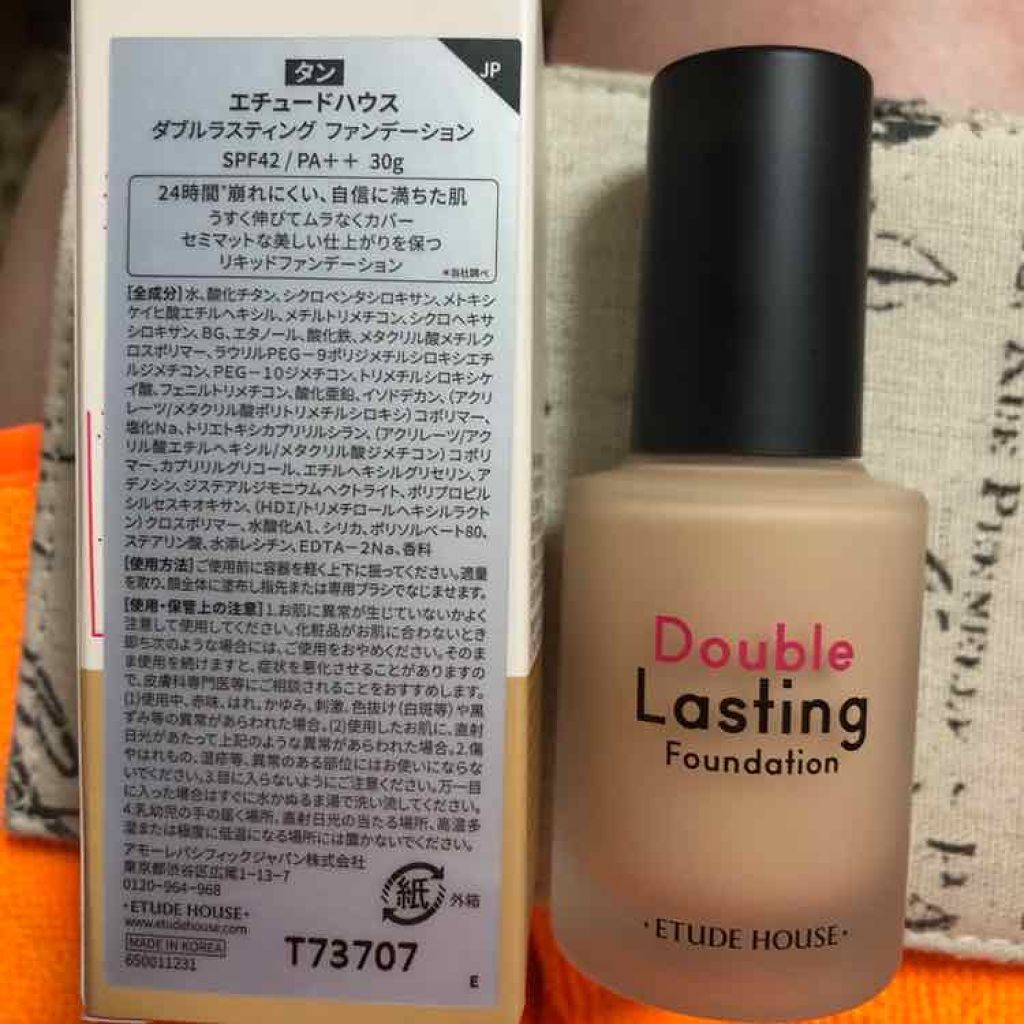 タン
JP
エチュードハウス
ダブルラスティング ファンデーション
SPF42 / PA++ 30g
24時間*崩れにくい、自信に満ちた肌
うすく伸びてムラなくカバー
セミマットな美しい仕上がりを保つ
リキッドファンデーション
*当社調べ
[全成分]水、酸化チタン、シクロペンタシロキサン、メトキシ
ケイヒ酸エチルヘキシル、メチルトリメチコン、シクロヘキサ
シロキサン、BG、エタノール、酸化鉄、メタクリル酸メチルク
ロスポリマー、ラウリルPEG-9ポリジメチルシロキシエチ
ルジメチコン、PEG-10ジメチコン、トリメチルシロキシケ
イ酸、フェニルトリメチコン、酸化亜鉛、イソドデカン、(アクリ
レーツ/メタクリル酸ポリトリメチルシロキシ)コポリマー、
塩化Na、トリエトキシカプリリルシラン、(アクリレーツ/アク
リル酸エチルヘキシル/メタクリル酸ジメチコン)コポリ
マー、カプリリルグリコール、エチルヘキシルグリセリン、ア
デノシン、ジステアルジモニウムヘクトライト、ポリプロピル
シルセスキオキサン、(HDI/トリメチロールヘキシルラクト
ン)クロスポリマー、水酸化Al、シリカ、ポリソルベート80、
ステアリン酸、水添レシチン、EDTA-2Na、香料
[使用方法]ご使用前に容器を軽く上下に振ってください。適量
を取り、顔全体に塗布し指先または専用ブラシでなじませます。
[使用・保管上の注意]1.お肌に異常が生じていないかよく
注意して使用してください。化粧品がお肌に合わないとき
即ち次のような場合には、ご使用をおやめください。そのま
ま使用を続けますと、症状を悪化させることがありますの
で、皮膚科専門医等にご相談されることをおすすめします。
(1)使用中、赤味、はれ、かゆみ、刺激、色抜け(白斑等)や黒
ずみ等の異常があらわれた場合。(2)使用したお肌に、直射
日光があたって上記のような異常があらわれた場合。2.傷
やはれもの、湿疹等、異常のある部位にはお使いにならな
いでください。3.目に入らないようにご注意ください。万一目
に入った場合はすぐに水かぬるま湯で洗い流してください。
4.乳幼児の手の届く場所、直射日光の当たる場所、高温多
湿または極度に低温になる場所には置かないでください。
アモーレパシフィックジャパン株式会社
東京都渋谷区広尾1-13-7
0120-964-968
・ETUDE HOUSE・
www.etudehouse.com
MADE IN KOREA
650011231
紙
外箱
T73707
E
Double
Lasting
Foundation
・ETUDE HOUSE・